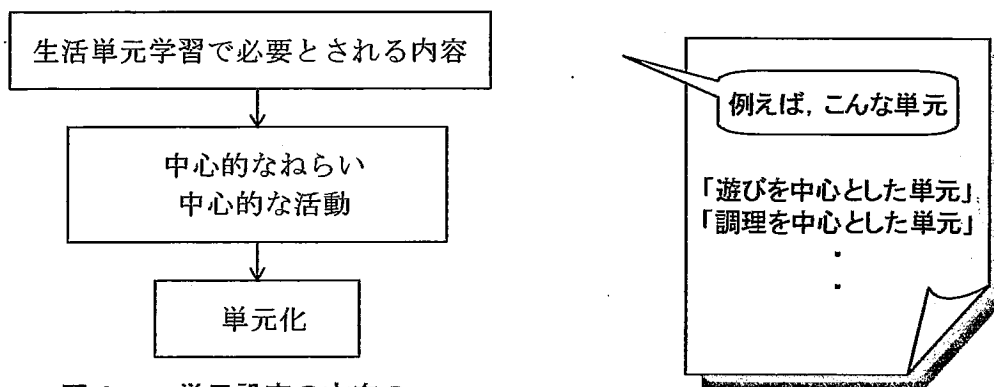 生活単元学習で必要とされる内容
中心的なねらい
中心的な活動
単元化
例えば，こんな単元
「遊びを中心とした単元」
「調理を中心とした単元」
・
・